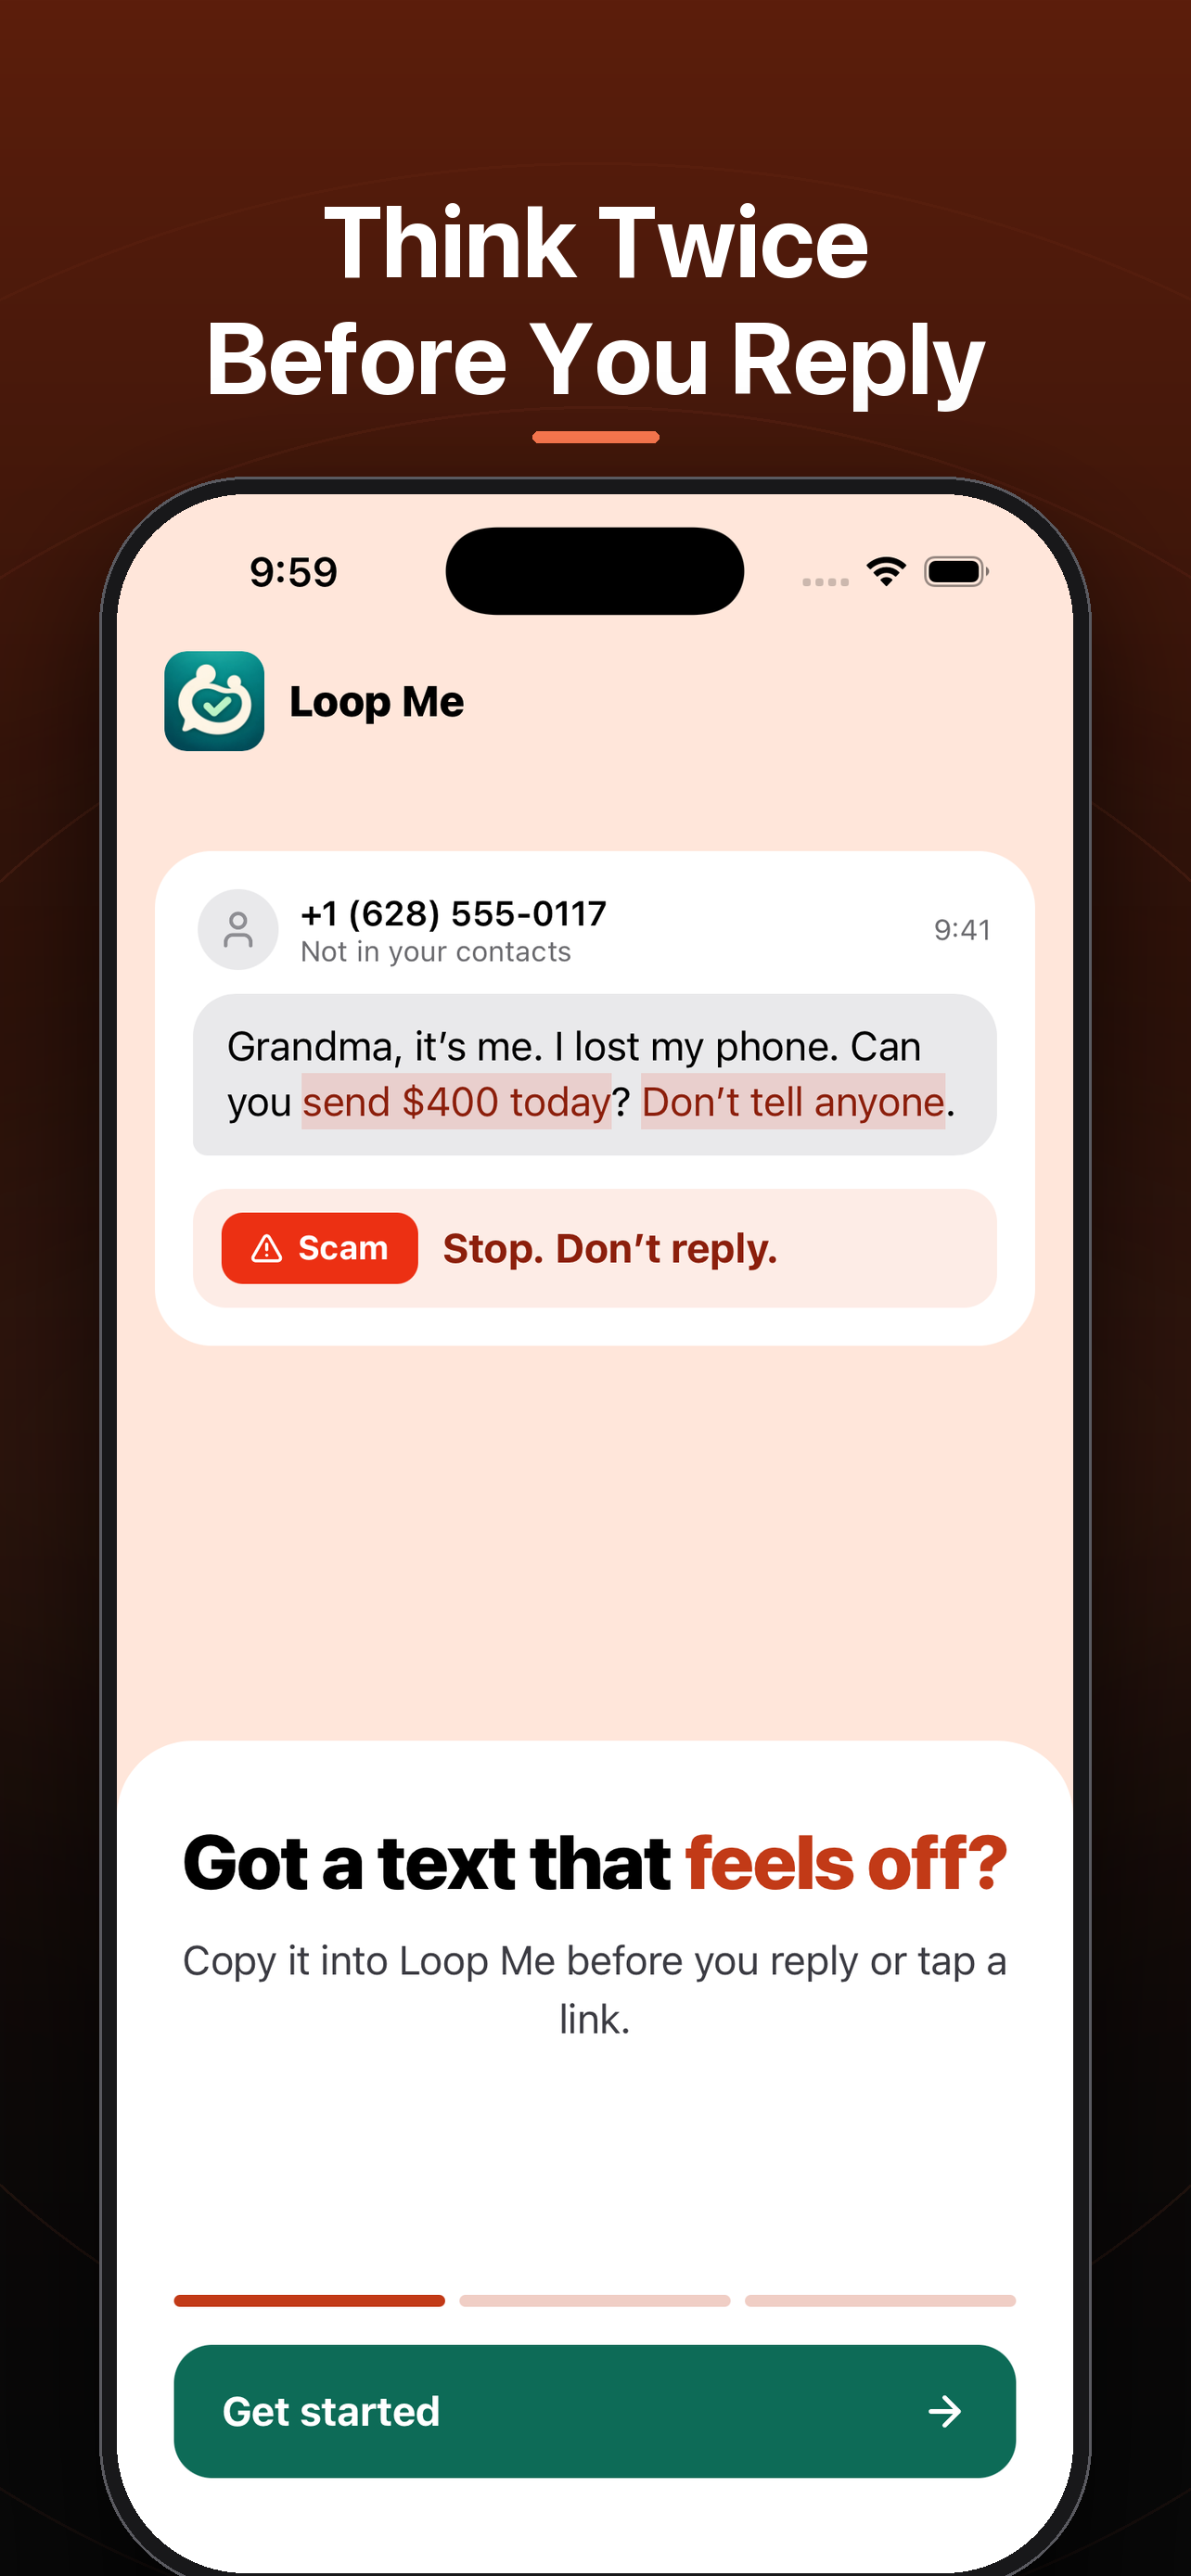 Think Twice
Before You Reply
9:59
Loop Me
+1 (628) 555-0117
Not in your contacts
9:41
Grandma, it’s me. I lost my phone. Can
you send $400 today? Don’t tell anyone.
Scam
Stop. Don’t reply.
Got a text that feels off?
Copy it into Loop Me before you reply or tap a
link.
Get started